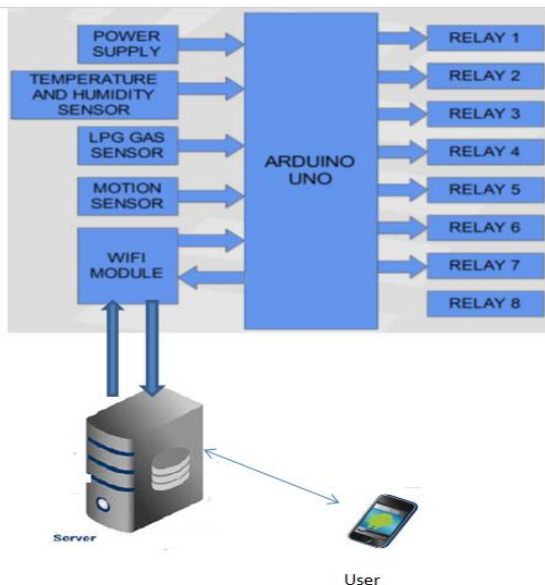 POWER
SUPPLY
TEMPERATURE
AND HUMIDITY
SENSOR
LPG GAS
SENSOR
MOTION
SENSOR
WIFI
MODULE
ARDUINO
UNO
RELAY 1
RELAY 2
RELAY 3
RELAY 4
RELAY 5
RELAY 6
RELAY 7
RELAY 8
Server
User